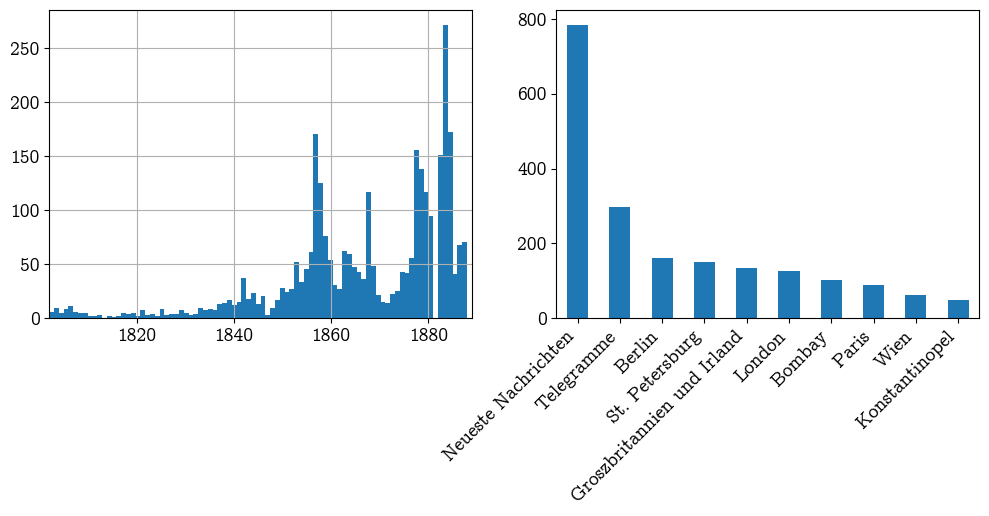 250
200
150
100
50
0
1820 1840 1860 1880
800
600
400
200
0
Neueste Nachrichten
Telegramme
Berlin
St. Petersburg
Groszbritannien und Irland
London
Bombay
Paris
Wien
Konstantinopel